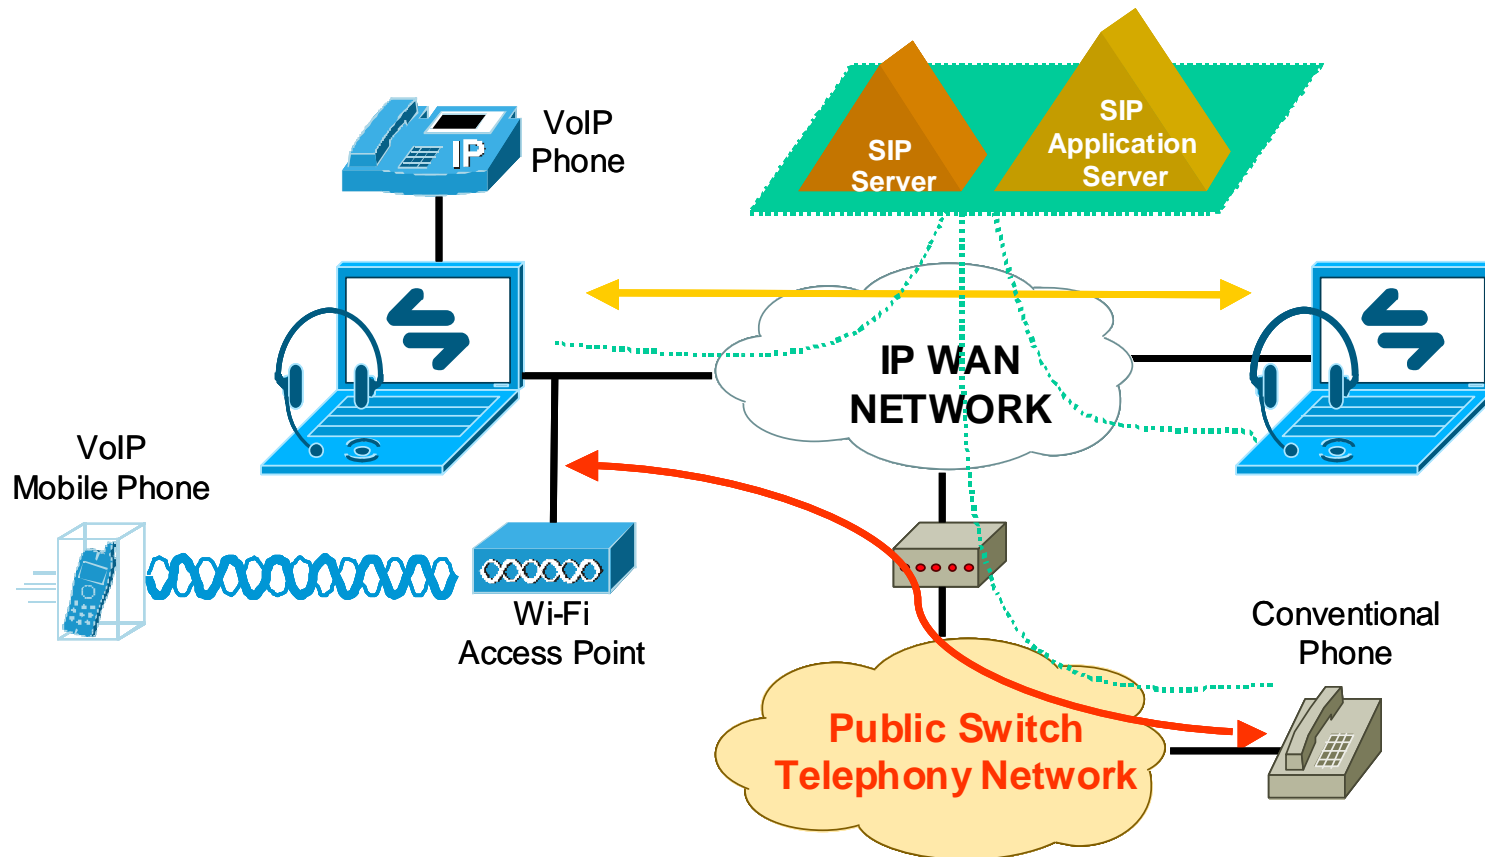 VoIP
Phone
IP
SIP
Server
SIP
Application
Server
IP WAN
NETWORK
VoIP
Mobile Phone
Wi-Fi
Access Point
Conventional
Phone
Public Switch
Telephony Network